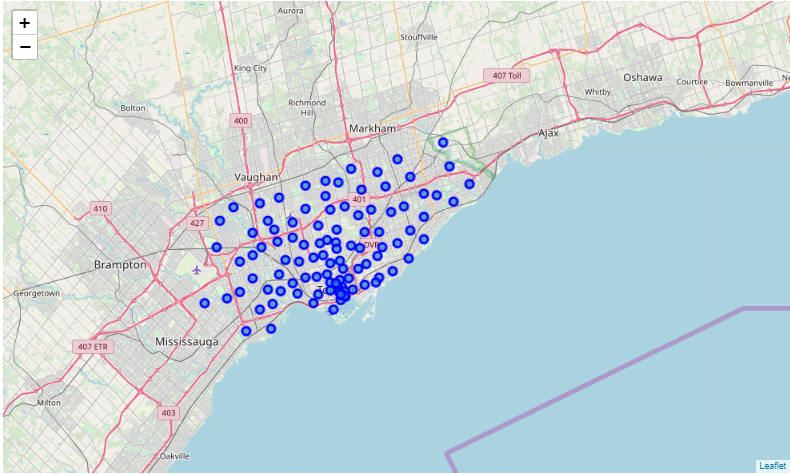 +
−
Aurora
Stouffville
King City
407 Toll
Oshawa
Courtice
Bowmanville
Whitby
Bolton
Richmond
Hill
400
Markham
Ajax
Vaughan
401
410
427
DVP
Brampton
Georgetown
Mississauga
407 ETR
Milton
403
Oakville
Leaflet